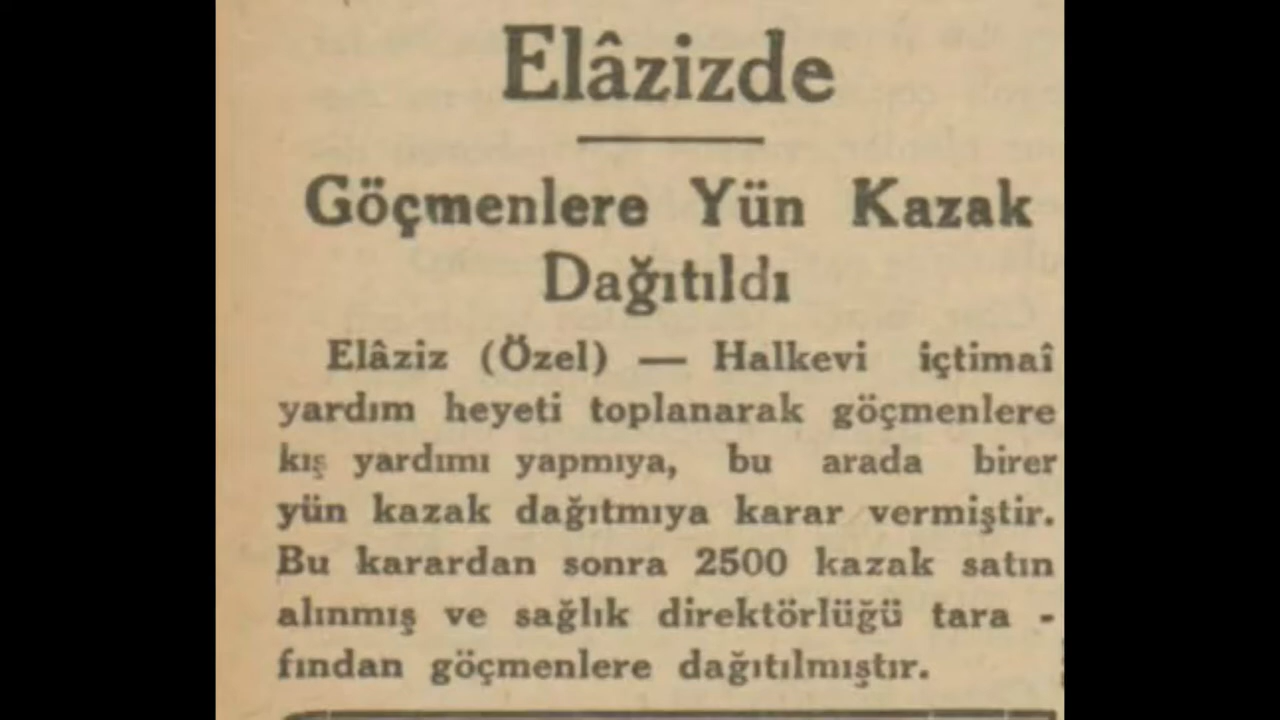 Elâzizde
Göçmenlere Yün Kazak
Dağıtıldı
Elâziz (Özel) — Halkevi içtimaî
yardım heyeti toplanarak göçmenlere
kış yardımı yapmıya, bu arada birer
yün kazak dağıtmıya karar vermiştir.
Bu karardan sonra 2500 kazak satın
alınmış ve sağlık direktörlüğü tara -
fından göçmenlere dağıtılmıştır.